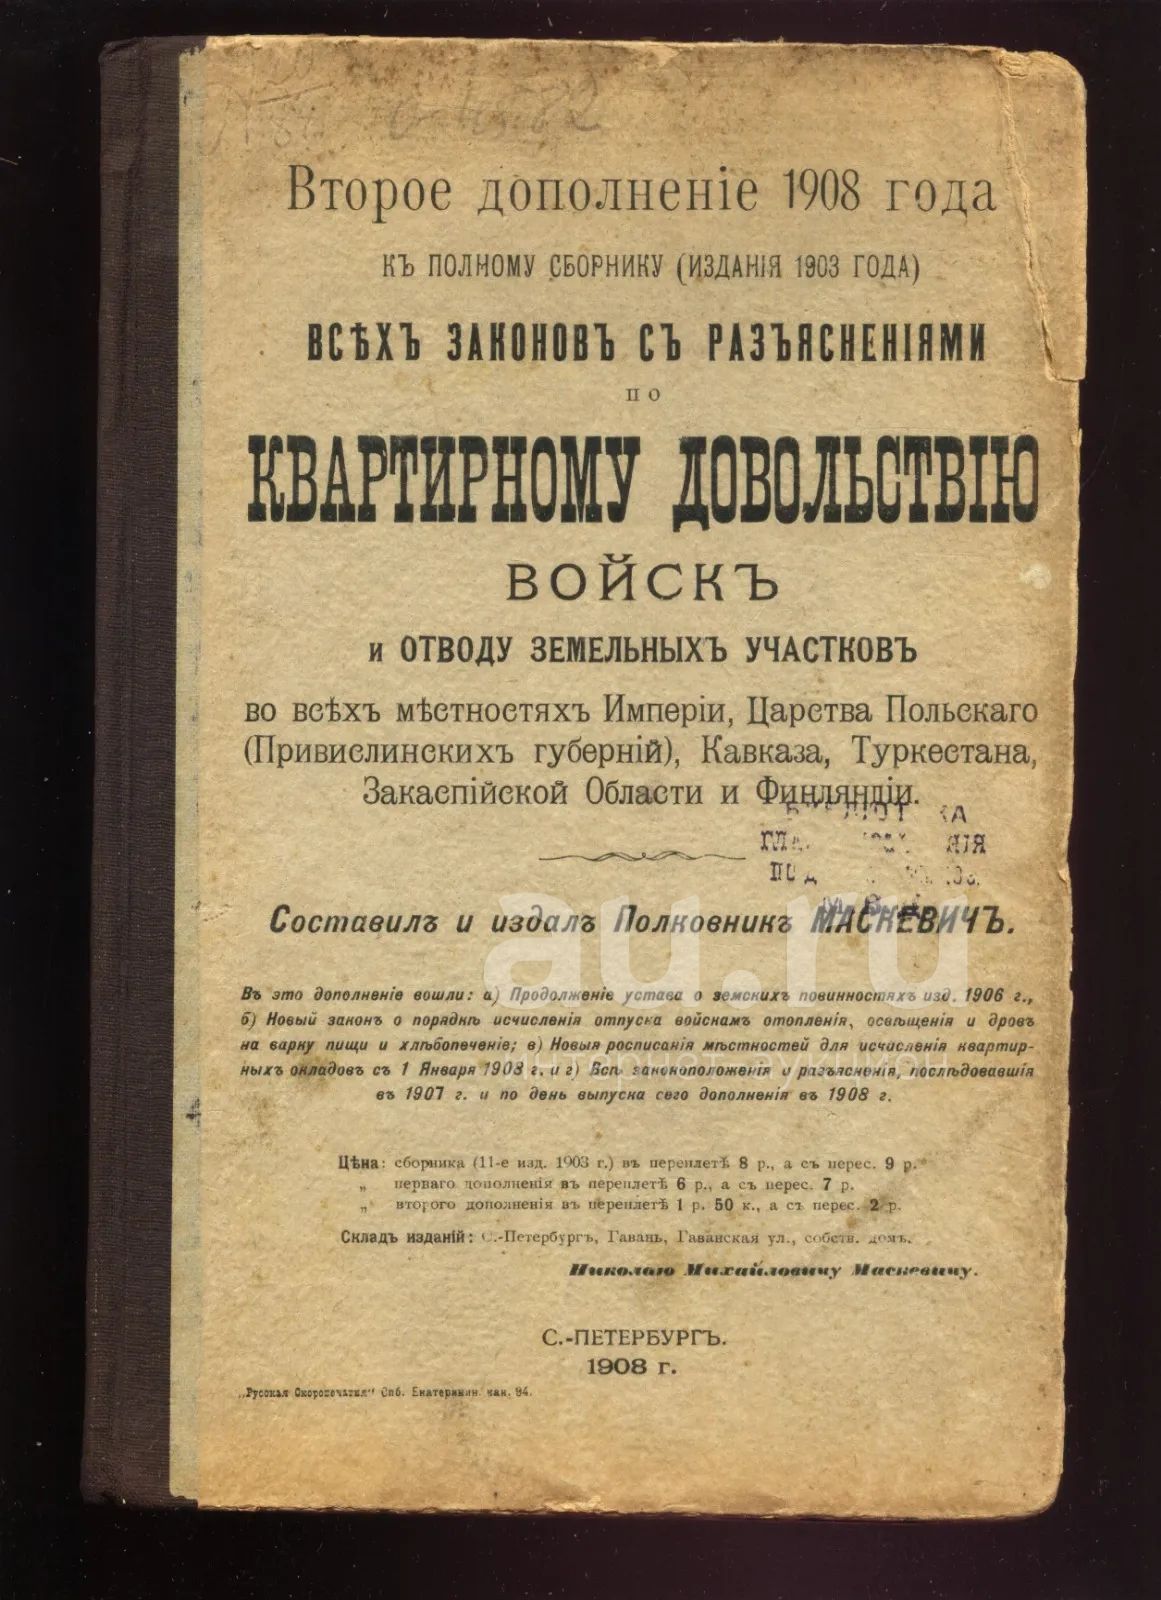 Второе дополненіе 1908 года
къ полному сборнику (изданія 1903 года)
ВСѢХЪ ЗАКОНОВЪ СЪ РАЗЪЯСНЕНІЯМИ
по
КВАРТИРНОМУ ДОВОЛЬСТВІЮ
ВОЙСКЪ
и ОТВОДУ ЗЕМЕЛЬНЫХЪ УЧАСТКОВЪ
во всѣхъ мѣстностяхъ Имперіи, Царства Польскаго
(Привислинскихъ губерній), Кавказа, Туркестана,
Закаспійской Области и Финляндіи.
Составилъ и издалъ Полковникъ МАСКЕВИЧЪ.
au.ru
Въ это дополненіе вошли: а) Продолженіе устава о земскихъ повинностяхъ изд. 1906 г.,
б) Новый законъ о порядкѣ исчисленія отпуска войскамъ отопленія, освѣщенія и дровъ
на варку пищи и хлѣбопеченіе; в) Новыя росписанія мѣстностей для исчисленія квартир-
ныхъ окладовъ съ 1 Января 1908 г. и г) Всѣ законоположенія и разъясненія, послѣдовавшія
въ 1907 г. и по день выпуска сего дополненія въ 1908 г.
Цѣна: сборника (11-е изд. 1903 г.) въ переплетѣ 8 р., а съ перес. 9 р.
„ перваго дополненія въ переплетѣ 6 р., а съ перес. 7 р.
„ второго дополненія въ переплетѣ 1 р. 50 к., а съ перес. 2 р.
Складъ изданій: С.-Петербургъ, Гавань, Гаванская ул., собств. домъ.
Николаю Михайловичу Маскевичу.
С.-ПЕТЕРБУРГЪ.
1908 г.
„Русская Скоропечатня" Спб. Екатеринин. кан. 94.